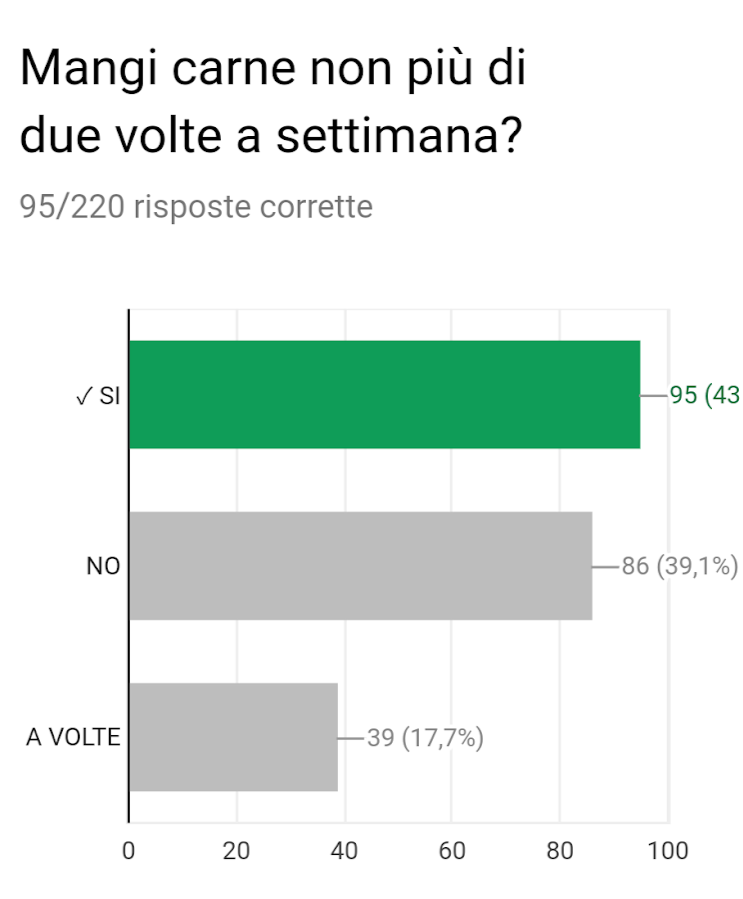 Mangi carne non più di
due volte a settimana?
95/220 risposte corrette
✓ SI
95 (43
NO
86 (39,1%)
A VOLTE
39 (17,7%)
0 20 40 60 80 100